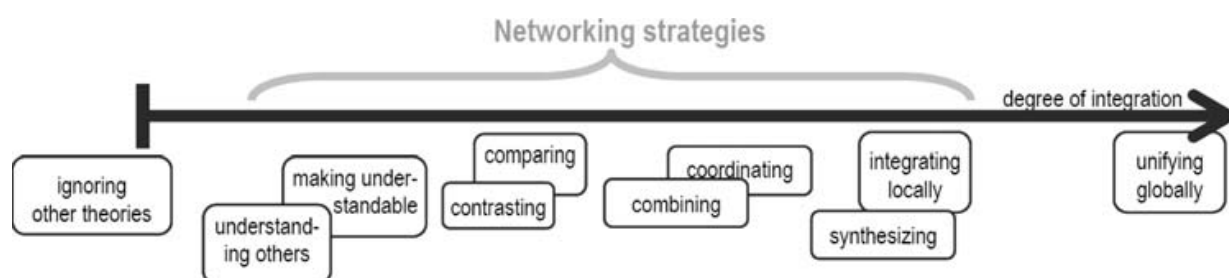 Networking strategies
degree of integration
ignoring
other theories
making under-
standable
understand-
ing others
comparing
contrasting
coordinating
combining
integrating
locally
synthesizing
unifying
globally